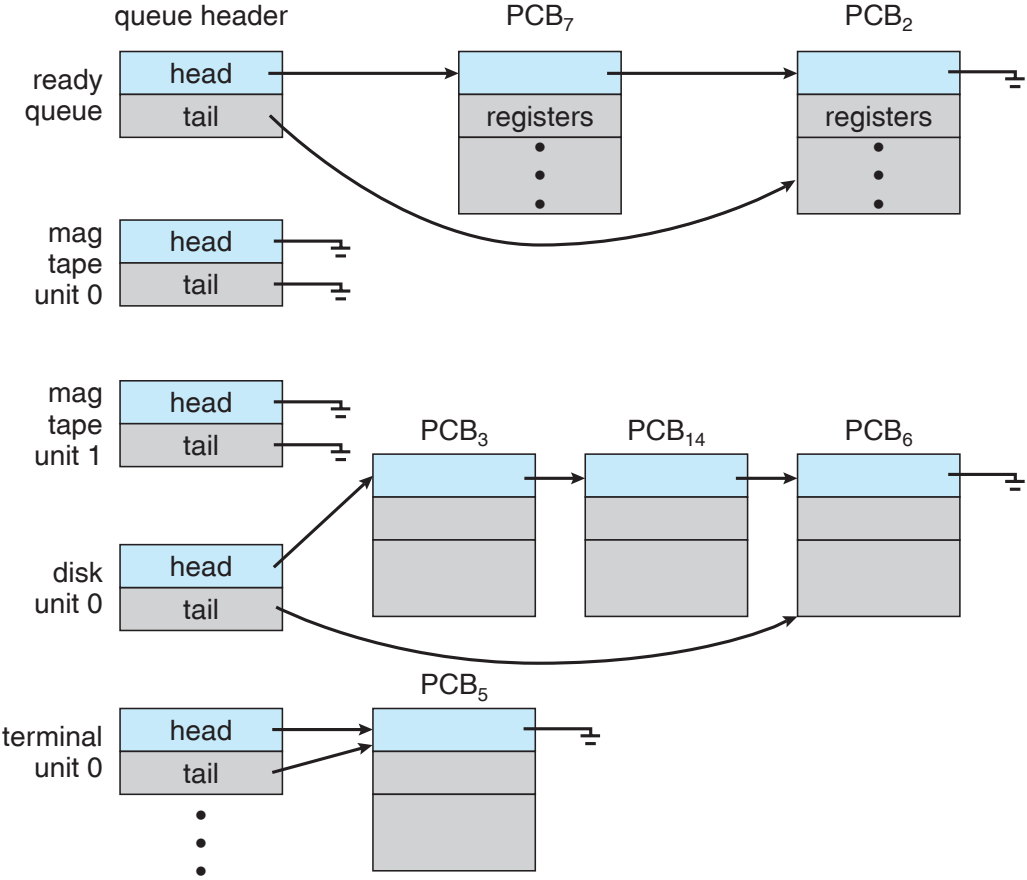 queue header
PCB₇
PCB₂
ready
queue
head
tail
registers
registers
mag
tape
unit 0
head
tail
mag
tape
unit 1
head
tail
PCB₃
PCB₁₄
PCB₆
disk
unit 0
head
tail
PCB₅
terminal
unit 0
head
tail